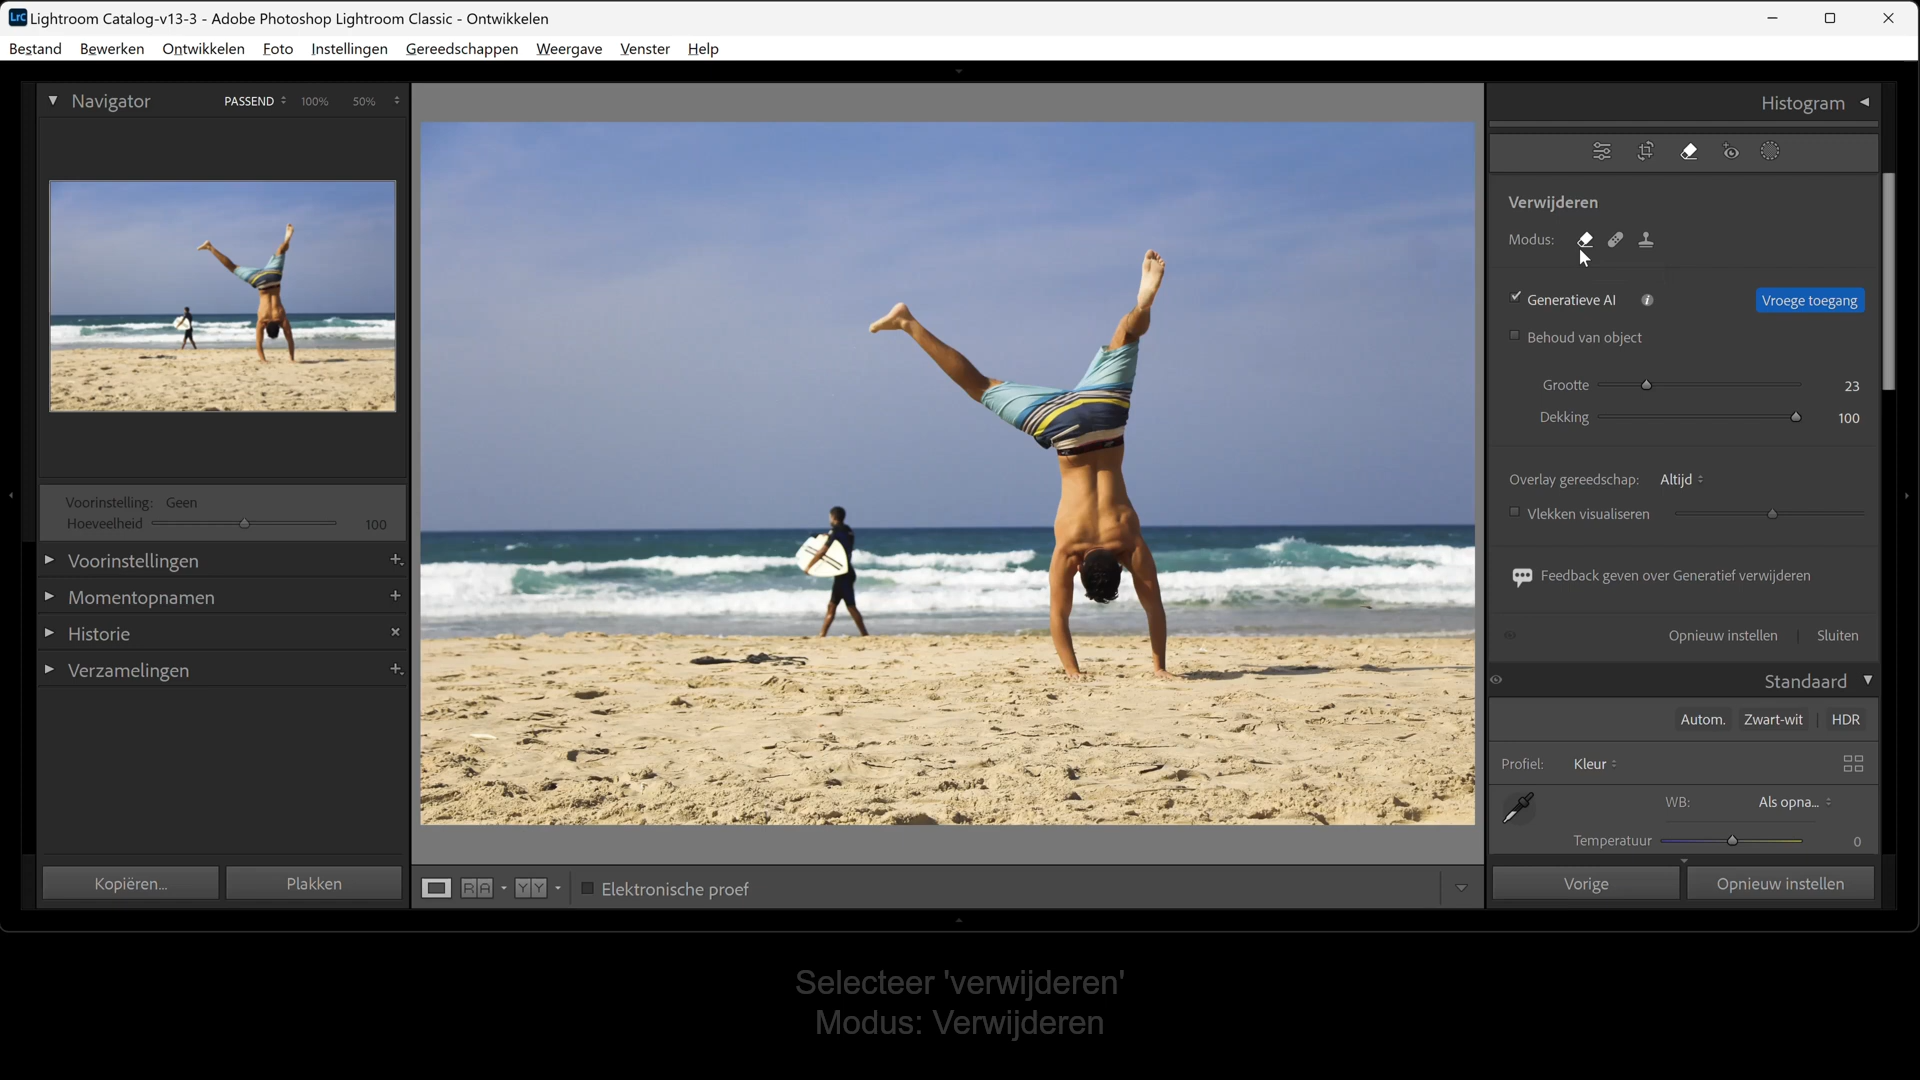 Lightroom Catalog-v13-3 - Adobe Photoshop Lightroom Classic - Ontwikkelen
Bestand Bewerken Ontwikkelen Foto Instellingen Gereedschappen Weergave Venster Help
Navigator PASSEND 100% 50%
Histogram
Verwijderen
Modus:
Generatieve AI Vroege toegang
Behoud van object
Grootte 23
Dekking 100
Overlay gereedschap: Altijd
Vlekken visualiseren
Feedback geven over Generatief verwijderen
Opnieuw instellen Sluiten
Standaard
Autom. Zwart-wit HDR
Profiel: Kleur
WB: Als opna...
Temperatuur 0
Vorige Opnieuw instellen
Voorinstelling: Geen
Hoeveelheid 100
Voorinstellingen
Momentopnamen
Historie
Verzamelingen
Kopiëren... Plakken
R A Y Y Elektronische proef
Selecteer 'verwijderen'
Modus: Verwijderen